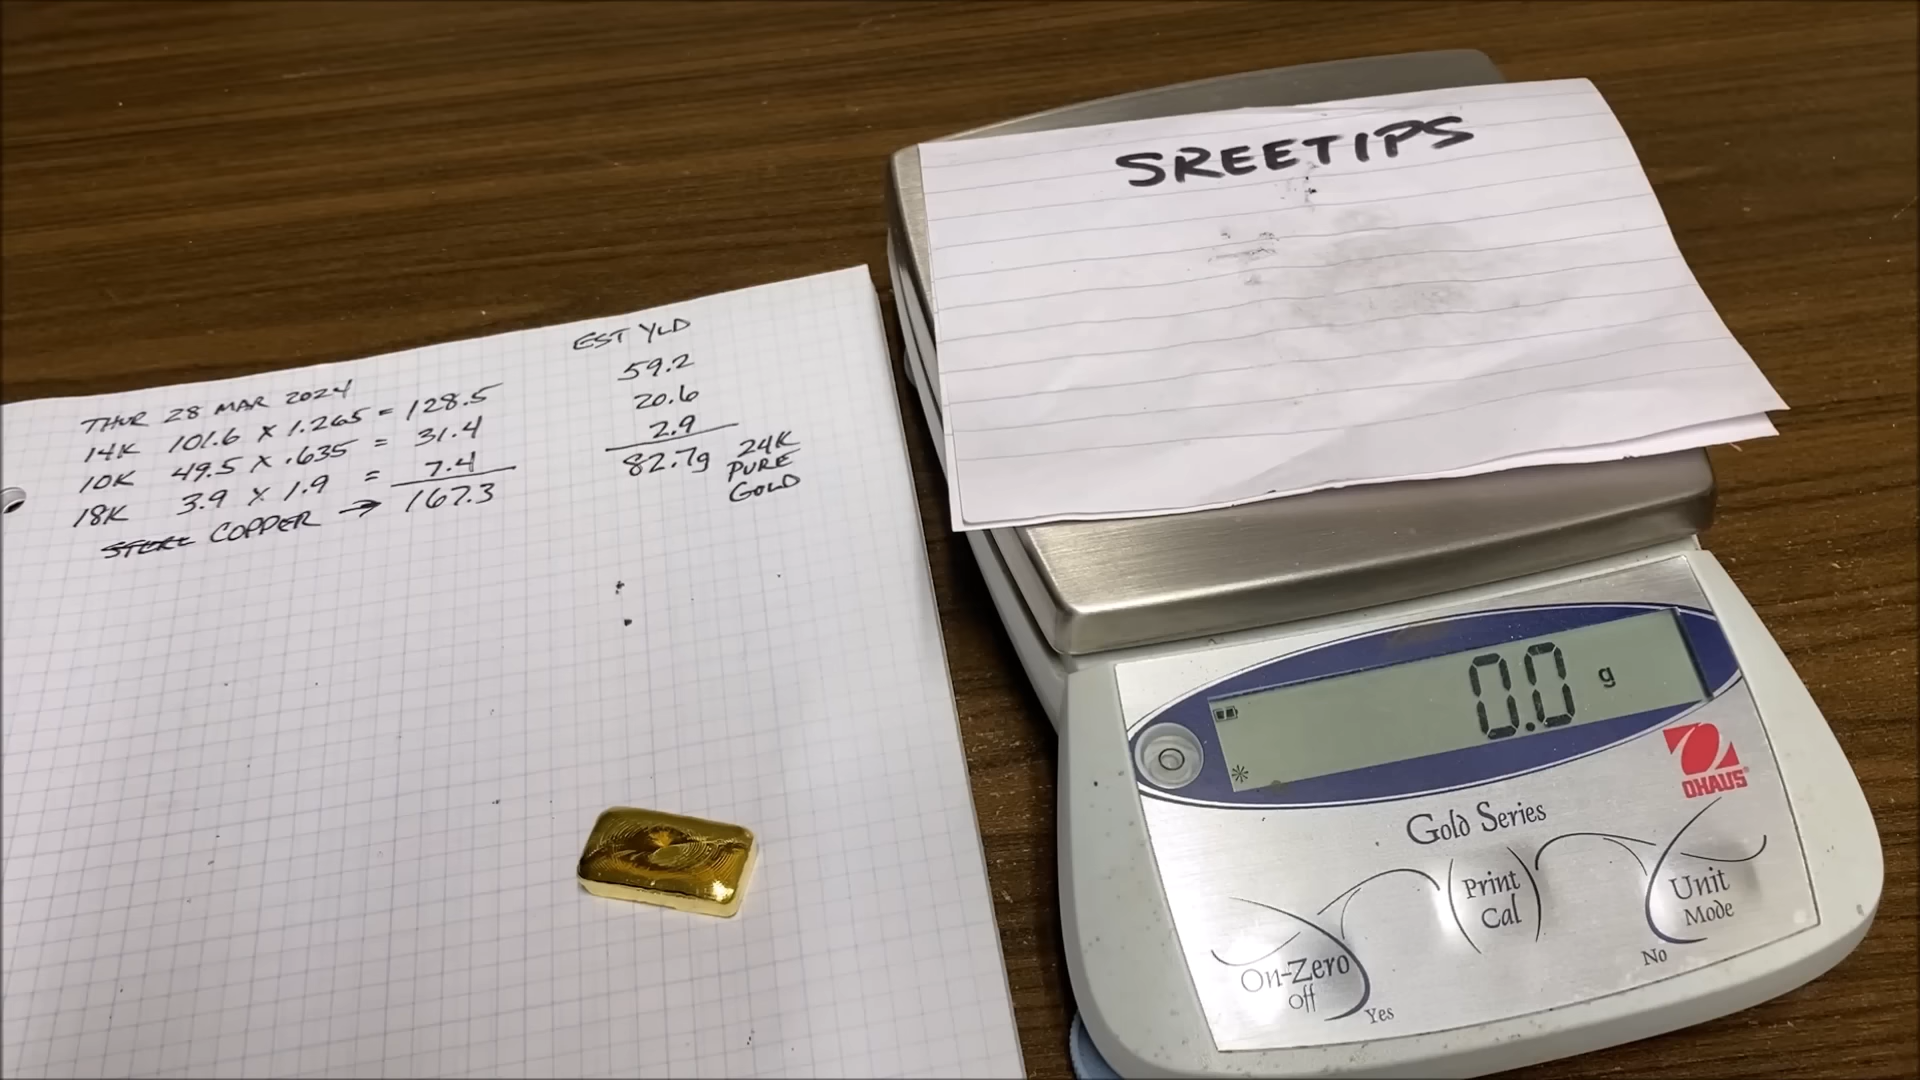 THUR 28 MAR 2024
14K 101.6 X 1.265 = 128.5
10K 49.5 X .635 = 31.4
18K 3.9 X 1.9 = 7.4
STEEL COPPER → 167.3
EST YLD
59.2
20.6
2.9
82.7g 24K
PURE
GOLD
SREETIPS
0.0 g
OHAUS
Gold Series
Print
Cal
Unit
Mode
No
On-Zero
Off
Yes